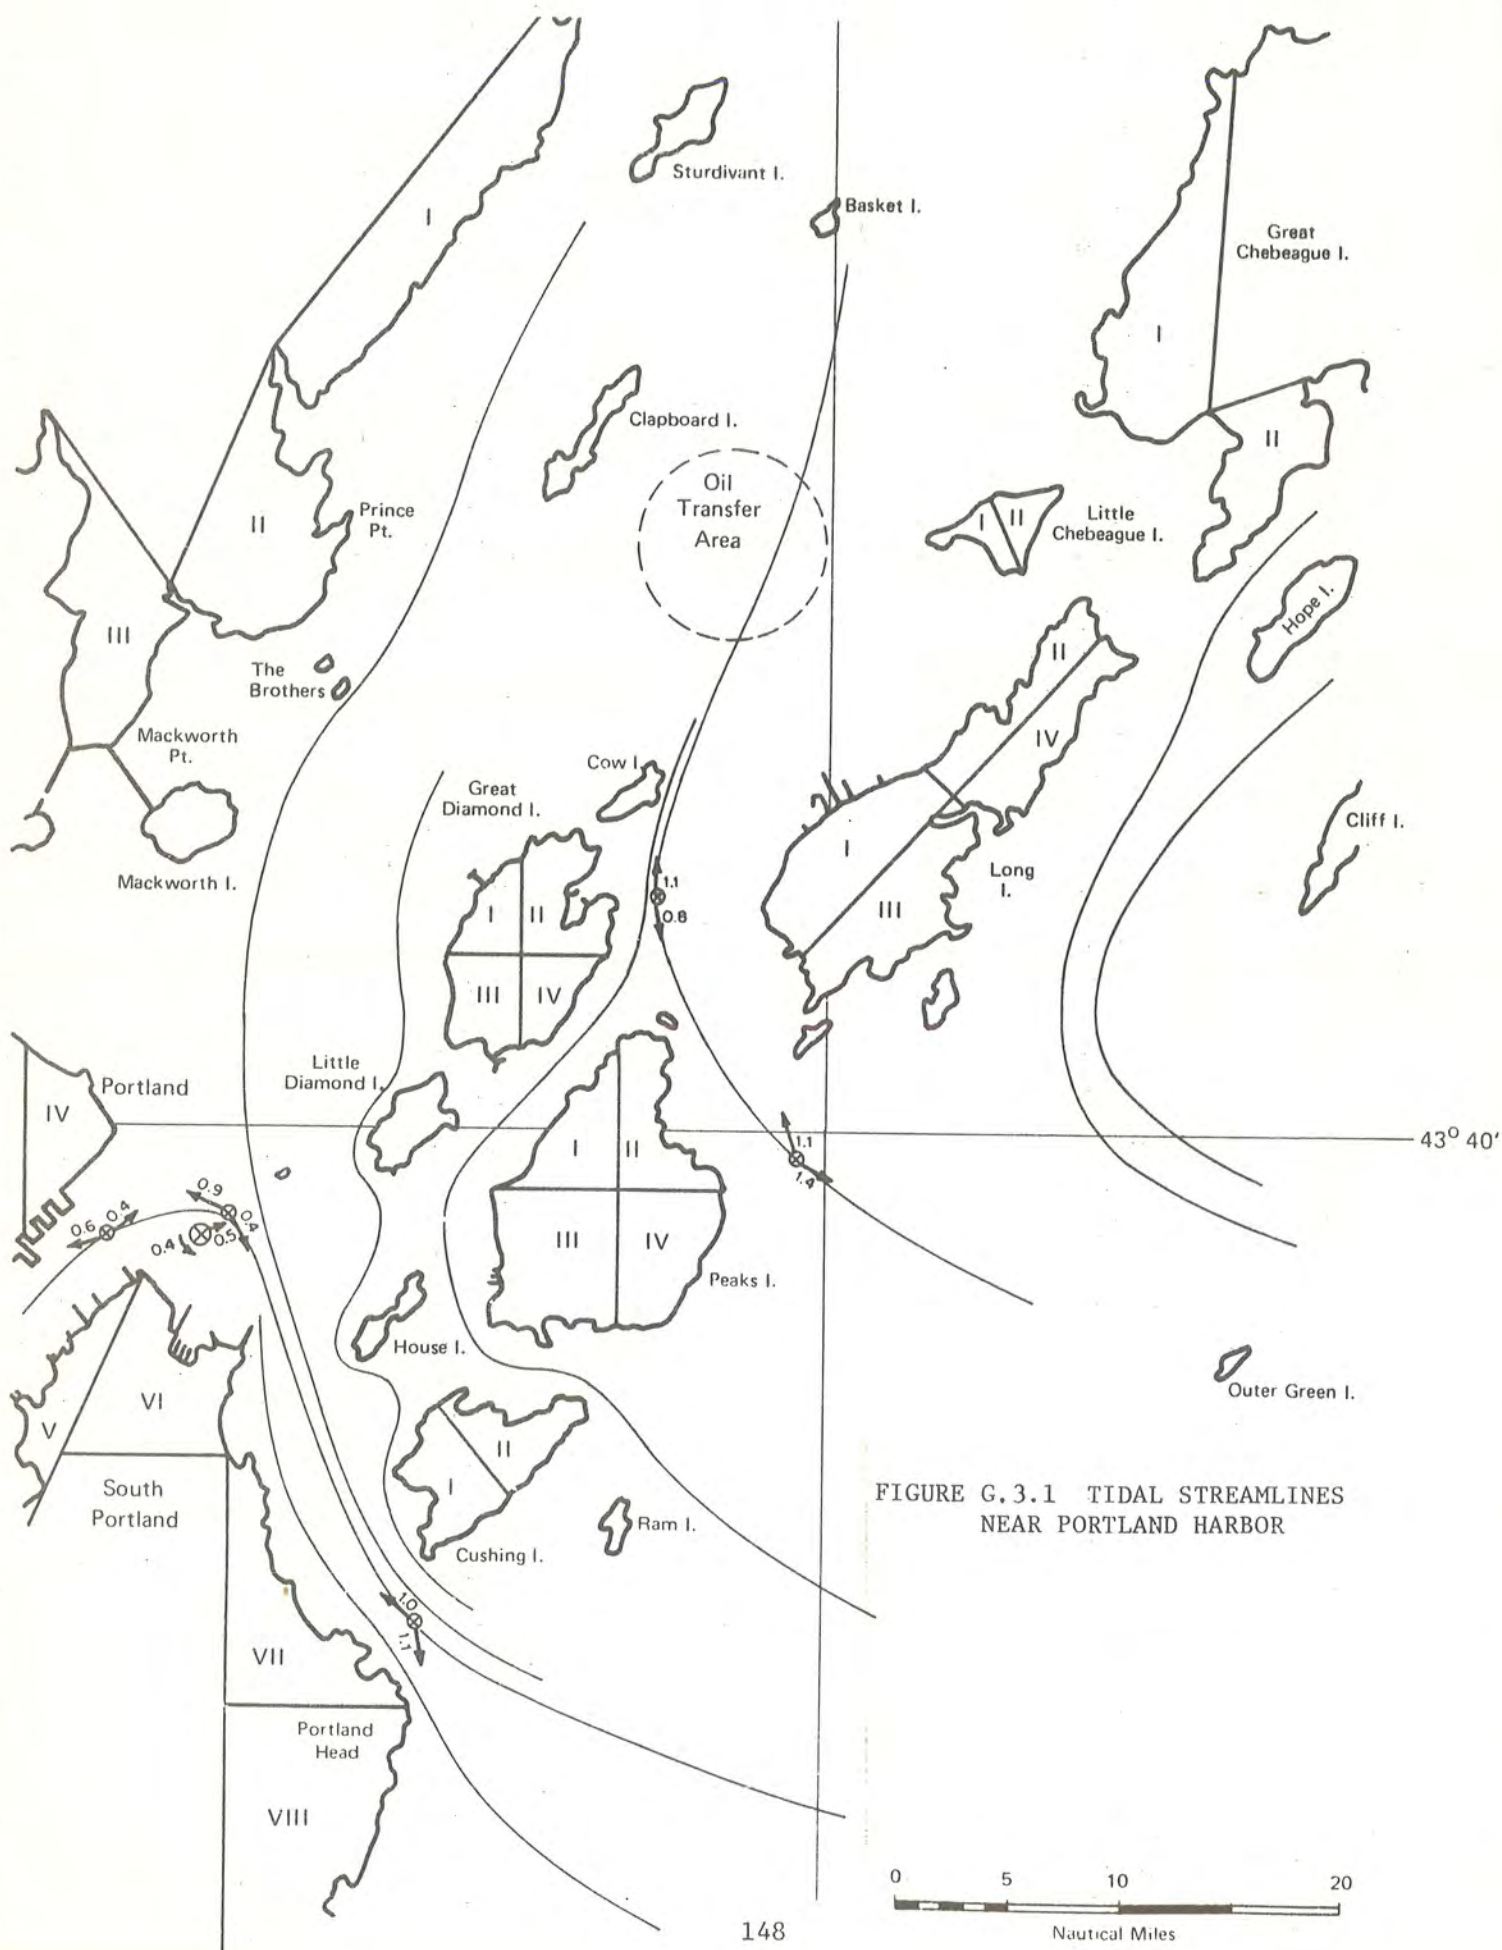 Sturdivant I.
Basket I.
I
Great
Chebeague I.
I
II
Clapboard I.
Oil
Transfer
Area
Prince
Pt.
II
I
II
Little
Chebeague I.
Hope I.
III
The
Brothers
II
IV
Mackworth
Pt.
Cow I.
Great
Diamond I.
Cliff I.
Mackworth I.
I
Long
I.
III
1.1
0.8
I
II
III
IV
Little
Diamond I.
Portland
IV
43° 40'
I
II
1.1
1.4
0.9
0.4
0.6
0.4
0.4
0.5
III
IV
Peaks I.
House I.
Outer Green I.
VI
V
II
I
South
Portland
Ram I.
Cushing I.
FIGURE G.3.1 TIDAL STREAMLINES
NEAR PORTLAND HARBOR
1.0
1.1
VII
Portland
Head
VIII
0
5
10
20
Nautical Miles
148